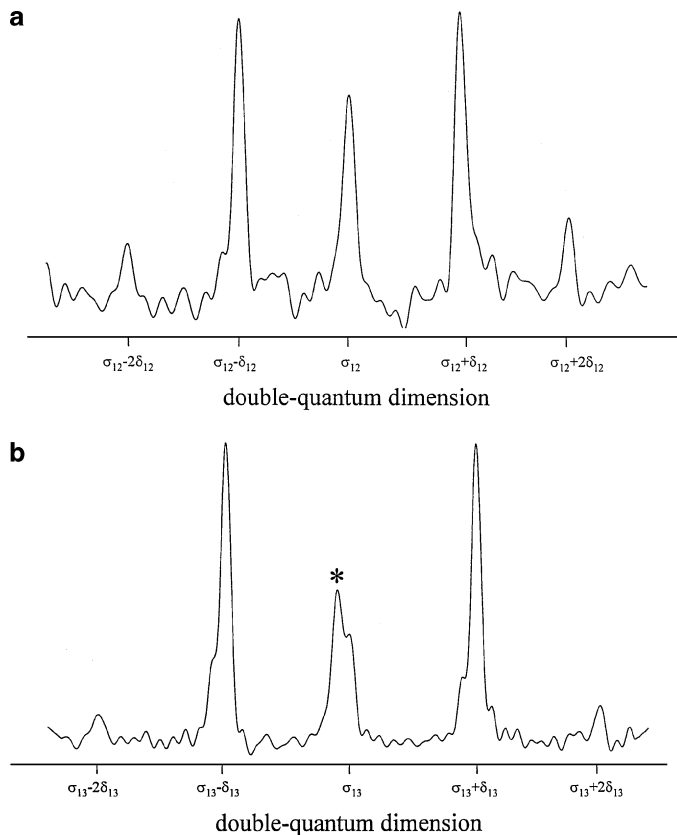 a
σ12-2δ12 σ12-δ12 σ12 σ12+δ12 σ12+2δ12
double-quantum dimension
b
*
σ13-2δ13 σ13-δ13 σ13 σ13+δ13 σ13+2δ13
double-quantum dimension